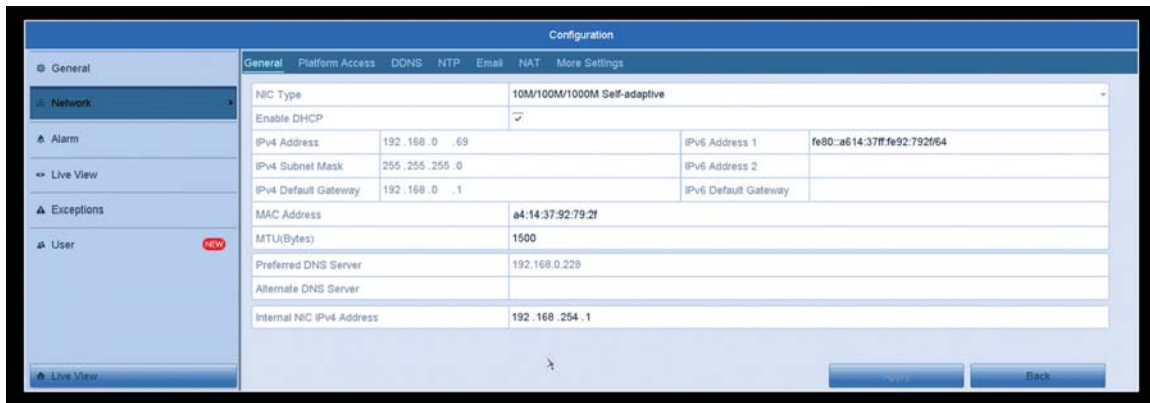 Configuration
General
Network
Alarm
Live View
Exceptions
User NEW
Live View
General Platform Access DDNS NTP Email NAT More Settings
NIC Type 10M/100M/1000M Self-adaptive
Enable DHCP
IPv4 Address 192.168.0 .69 IPv6 Address 1 fe80::a614:37ff:fe92:792f/64
IPv4 Subnet Mask 255.255.255.0 IPv6 Address 2
IPv4 Default Gateway 192.168.0 .1 IPv6 Default Gateway
MAC Address a4:14:37:92:79:2f
MTU(Bytes) 1500
Preferred DNS Server 192.168.0.228
Alternate DNS Server
Internal NIC IPv4 Address 192.168.254.1
Apply Back